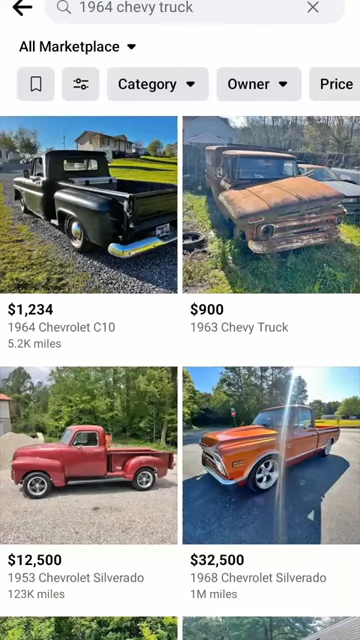 1964 chevy truck
All Marketplace
Category
Owner
Price
$1,234
1964 Chevrolet C10
5.2K miles
$900
1963 Chevy Truck
$12,500
1953 Chevrolet Silverado
123K miles
$32,500
1968 Chevrolet Silverado
1M miles